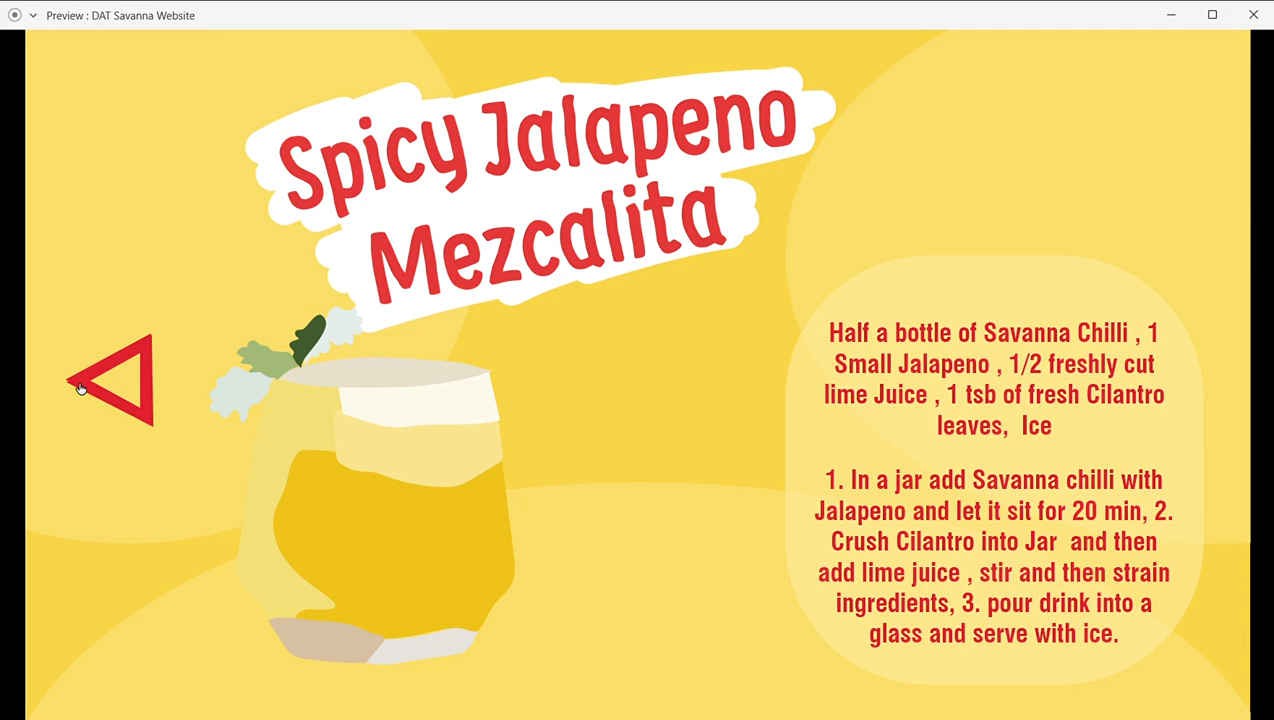 Preview : DAT Savanna Website
Spicy Jalapeno
Mezcalita
Half a bottle of Savanna Chilli , 1
Small Jalapeno , 1/2 freshly cut
lime Juice , 1 tsb of fresh Cilantro
leaves,  Ice
1. In a jar add Savanna chilli with
Jalapeno and let it sit for 20 min, 2.
Crush Cilantro into Jar  and then
add lime juice , stir and then strain
ingredients, 3. pour drink into a
glass and serve with ice.